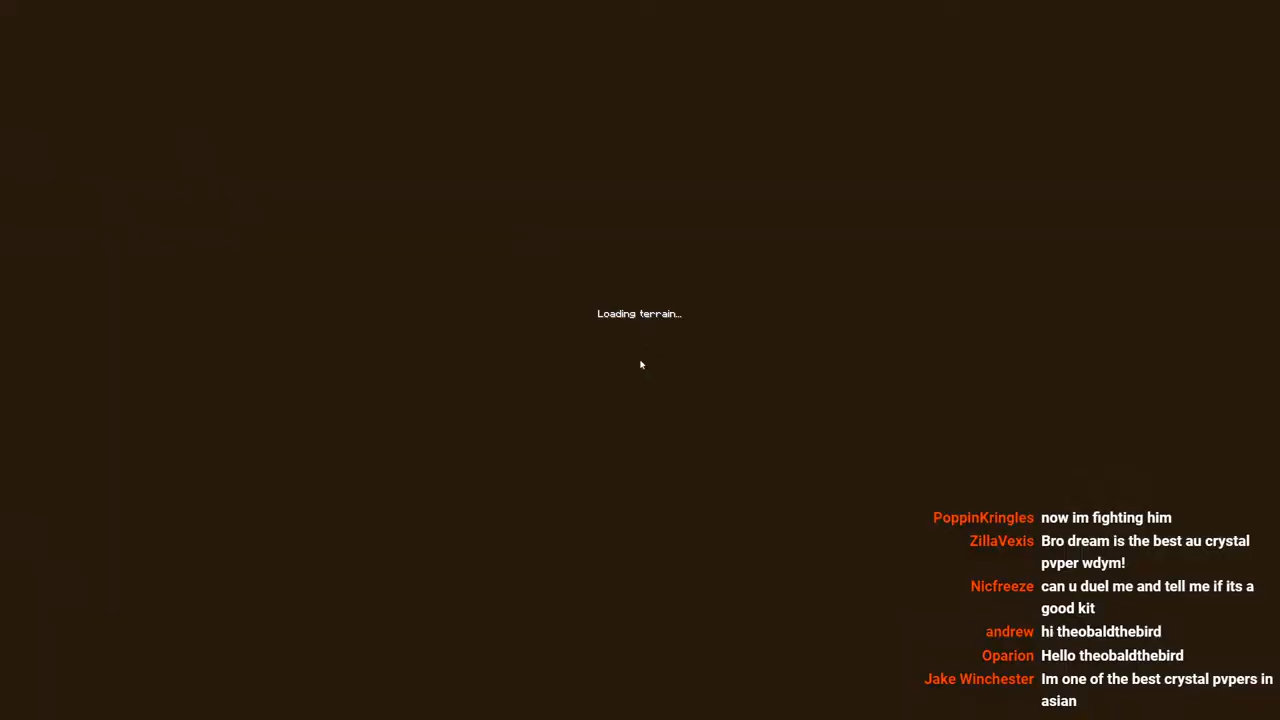 Loading terrain...
PoppinKringles now im fighting him
ZillaVexis Bro dream is the best au crystal
pvper wdym!
Nicfreeze can u duel me and tell me if its a
good kit
andrew hi theobaldthebird
Oparion Hello theobaldthebird
Jake Winchester Im one of the best crystal pvpers in
asian